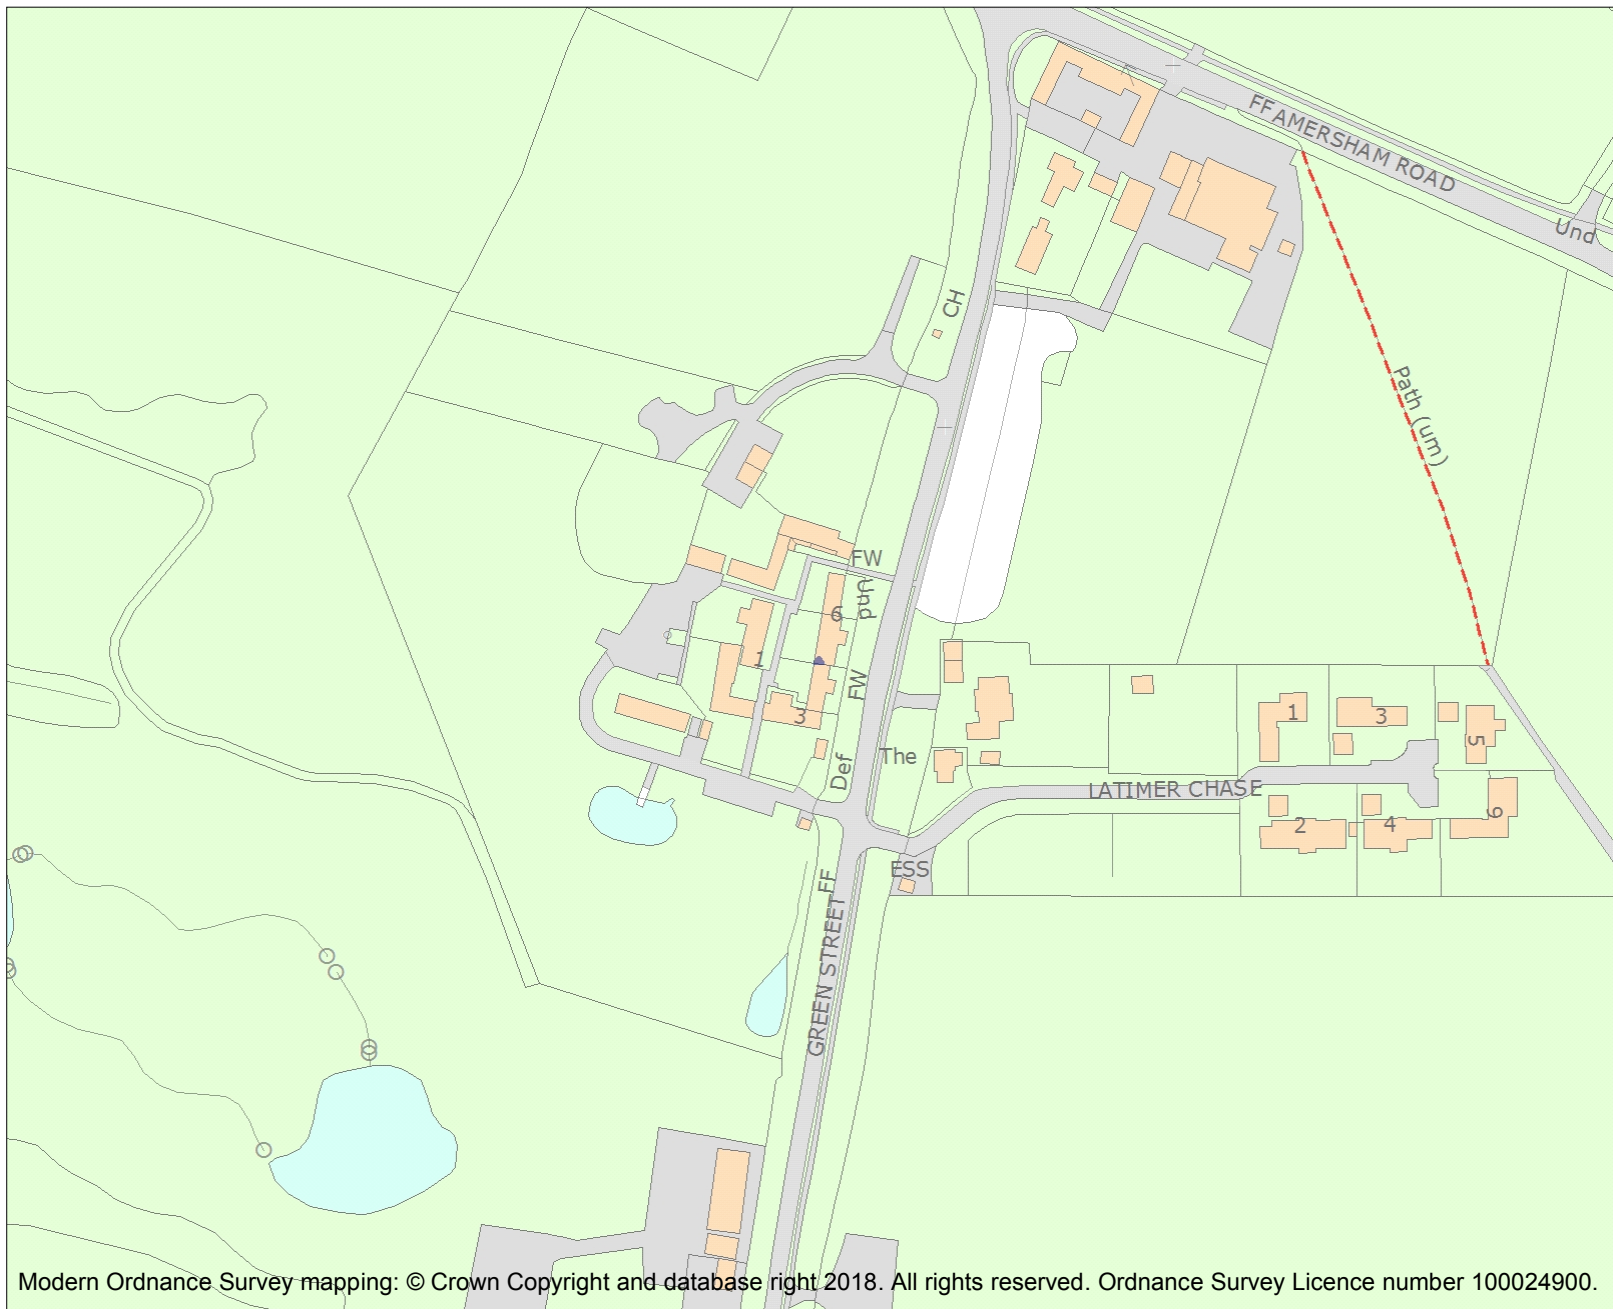 FF AMERSHAM ROAD
Und
CH
Path (um)
FW
Und
6
1
FW
3
Def
The
1
3
5
LATIMER CHASE
2
4
6
ESS
FF
GREEN STREET
Modern Ordnance Survey mapping: © Crown Copyright and database right 2018. All rights reserved. Ordnance Survey Licence number 100024900.